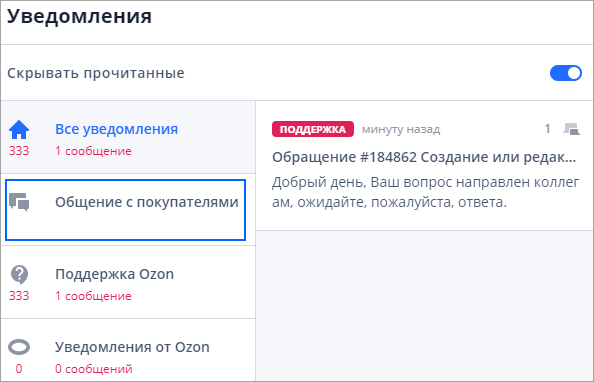 Уведомления
Скрывать прочитанные
Все уведомления
333
1 сообщение
Общение с покупателями
Поддержка Ozon
333
1 сообщение
Уведомления от Ozon
0
0 сообщений
ПОДДЕРЖКА минуту назад 1
Обращение #184862 Создание или редак...
Добрый день, Ваш вопрос направлен коллег
ам, ожидайте, пожалуйста, ответа.